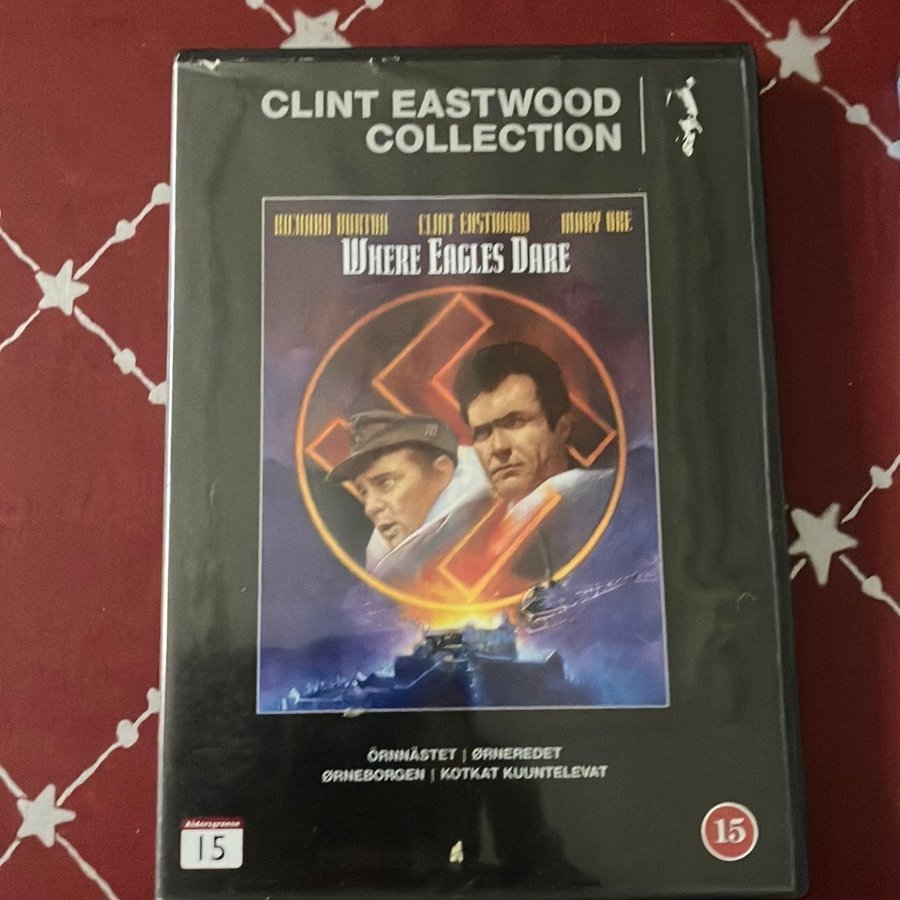 CLINT EASTWOOD
COLLECTION
RICHARD BURTON CLINT EASTWOOD MARY URE
WHERE EAGLES DARE
ÖRNNÄSTET | ØRNEREDET
ØRNEBORGEN | KOTKAT KUUNTELEVAT
Aldersgrense
15
15